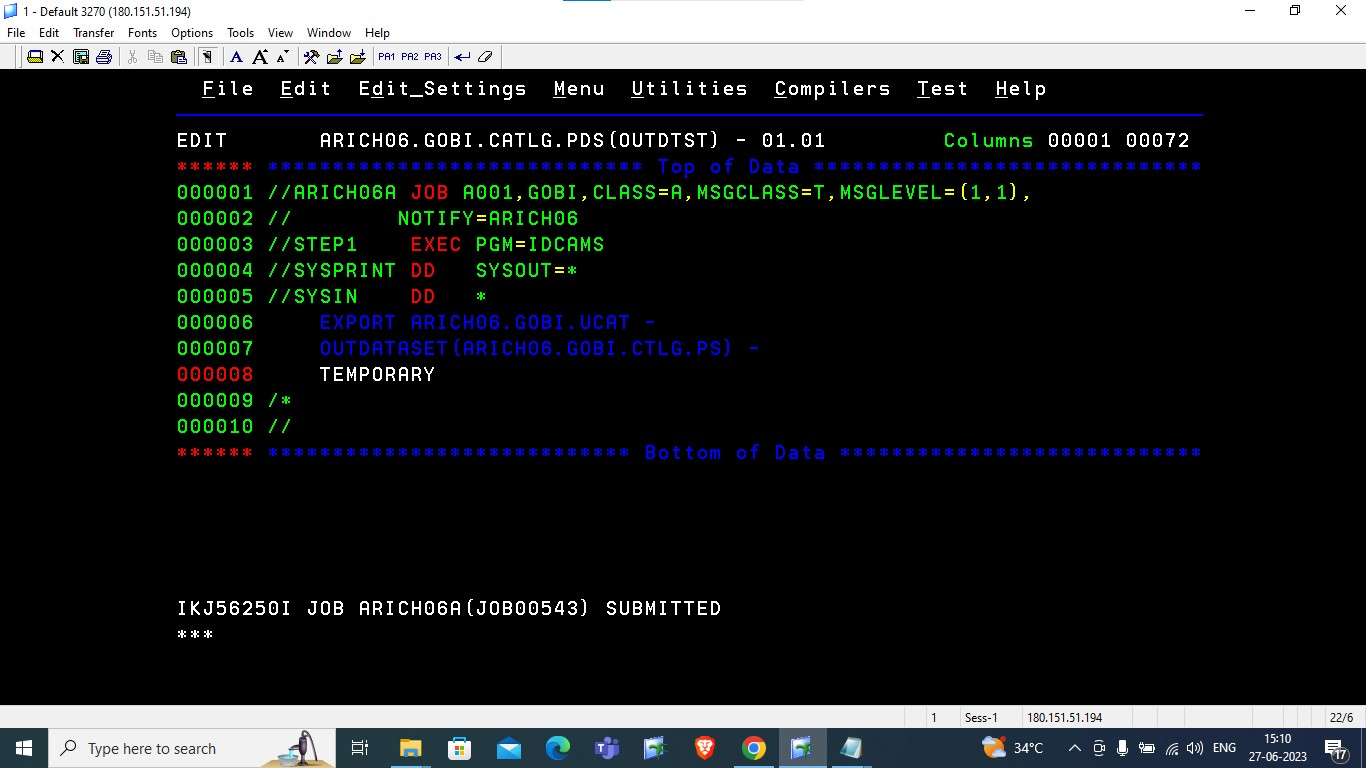 1 - Default 3270 (180.151.51.194)
File Edit Transfer Fonts Options Tools View Window Help
A A A PA1 PA2 PA3
File Edit Edit_Settings Menu Utilities Compilers Test Help
EDIT ARICH06.GOBI.CATLG.PDS(OUTDTST) - 01.01 Columns 00001 00072
****** ***************************** Top of Data ******************************
000001 //ARICH06A JOB A001,GOBI,CLASS=A,MSGCLASS=T,MSGLEVEL=(1,1),
000002 // NOTIFY=ARICH06
000003 //STEP1 EXEC PGM=IDCAMS
000004 //SYSPRINT DD SYSOUT=*
000005 //SYSIN DD *
000006 EXPORT ARICH06.GOBI.UCAT -
000007 OUTDATASET(ARICH06.GOBI.CTLG.PS) -
000008 TEMPORARY
000009 /*
000010 //
****** **************************** Bottom of Data ****************************
IKJ56250I JOB ARICH06A(JOB00543) SUBMITTED
***
1 Sess-1 180.151.51.194 22/6
Type here to search 34°C ENG 15:10
27-06-2023 17